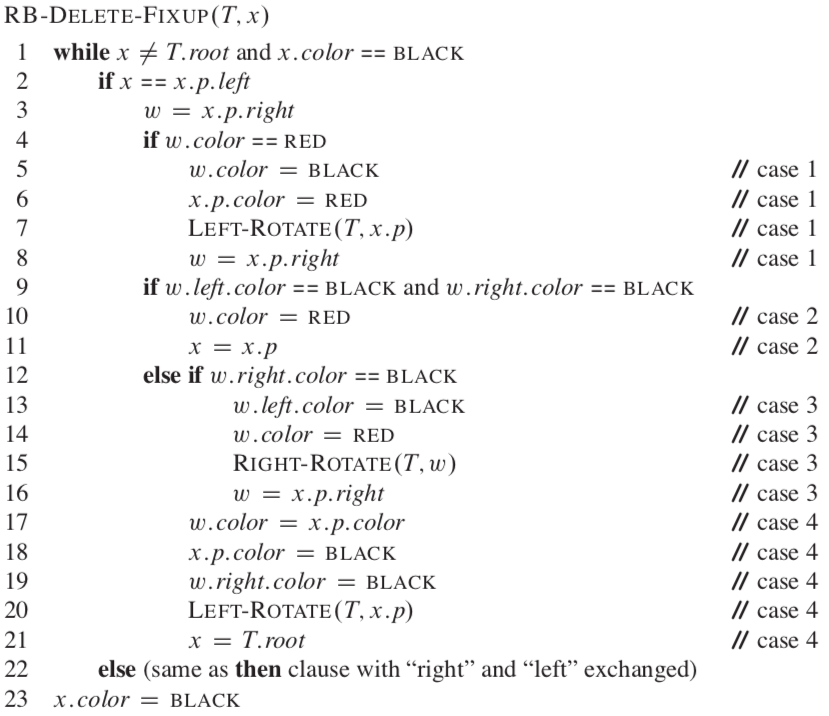 RB-DELETE-FIXUP(T, x)
1 while x ≠ T.root and x.color == BLACK
2 if x == x.p.left
3 w = x.p.right
4 if w.color == RED
5 w.color = BLACK // case 1
6 x.p.color = RED // case 1
7 LEFT-ROTATE(T, x.p) // case 1
8 w = x.p.right // case 1
9 if w.left.color == BLACK and w.right.color == BLACK
10 w.color = RED // case 2
11 x = x.p // case 2
12 else if w.right.color == BLACK
13 w.left.color = BLACK // case 3
14 w.color = RED // case 3
15 RIGHT-ROTATE(T, w) // case 3
16 w = x.p.right // case 3
17 w.color = x.p.color // case 4
18 x.p.color = BLACK // case 4
19 w.right.color = BLACK // case 4
20 LEFT-ROTATE(T, x.p) // case 4
21 x = T.root // case 4
22 else (same as then clause with “right” and “left” exchanged)
23 x.color = BLACK